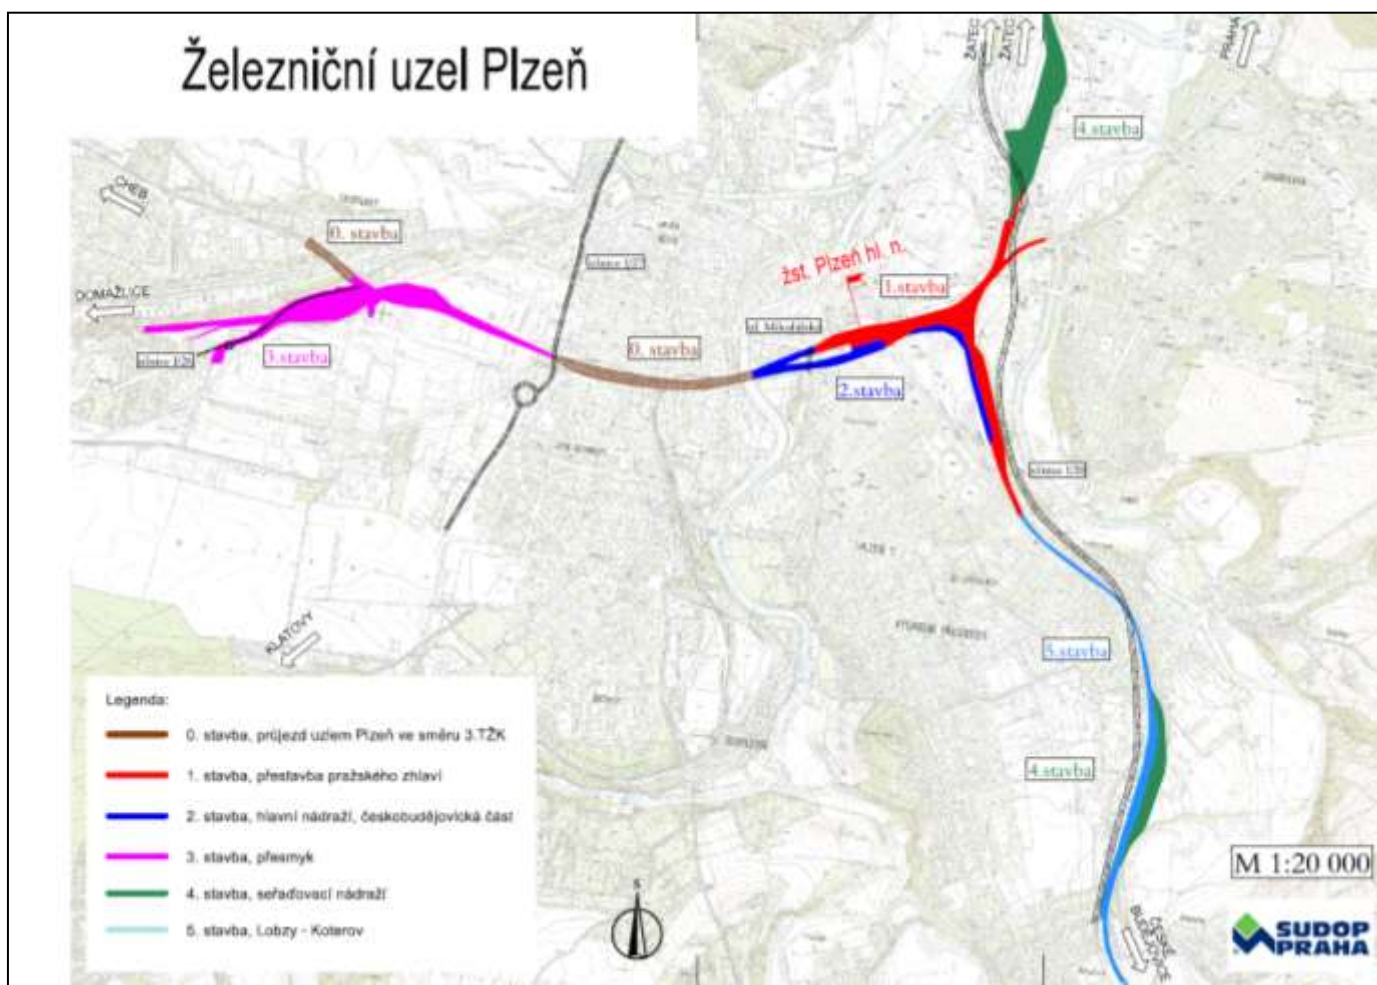 Železniční uzel Plzeň
ŽATEC
ŽATEC
PRAHA
4.stavba
CHEB
0. stavba
DOMAŽLICE
3.stavba
0. stavba
žst. Plzeň hl. n.
1.stavba
ul. Mikulášská
2.stavba
KLATOVY
5.stavba
4.stavba
ČESKÉ
BUDĚJOVICE
Legenda:
0. stavba, průjezd uzlem Plzeň ve směru 3.TŽK
1. stavba, přestavba pražského zhlaví
2. stavba, hlavní nádraží, českobudějovická část
3. stavba, přesmyk
4. stavba, seřaďovací nádraží
5. stavba, Lobzy - Koterov
S
M 1:20 000
SUDOP
PRAHA